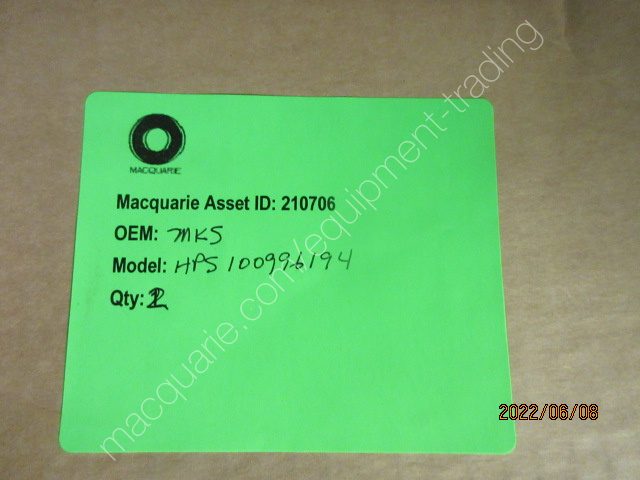 MACQUARIE
Macquarie Asset ID: 210706
OEM: MKS
Model: HPS 100996194
Qty: 2
macquarie.com/equipment-trading
2022/06/08